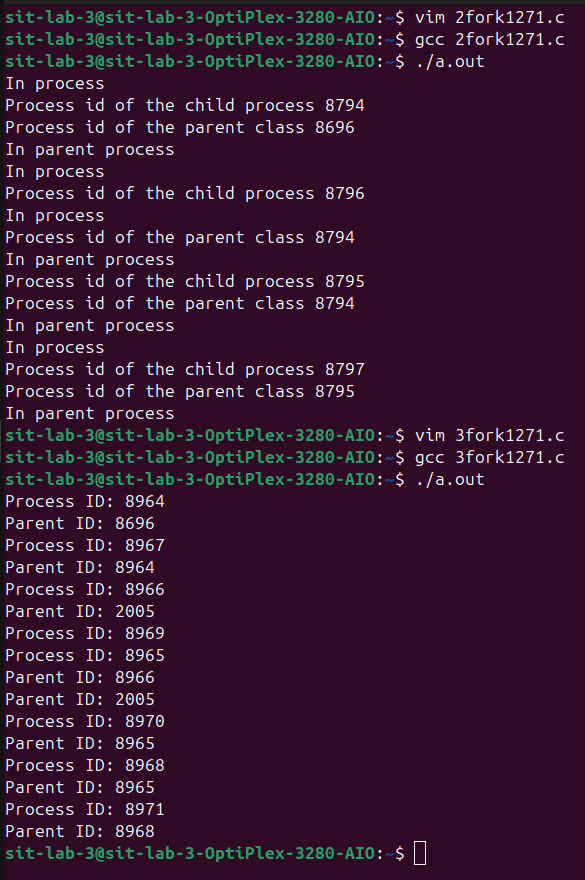 sit-lab-3@sit-lab-3-OptiPlex-3280-AIO:~$ vim 2fork1271.c
sit-lab-3@sit-lab-3-OptiPlex-3280-AIO:~$ gcc 2fork1271.c
sit-lab-3@sit-lab-3-OptiPlex-3280-AIO:~$ ./a.out
In process
Process id of the child process 8794
Process id of the parent class 8696
In parent process
In process
Process id of the child process 8796
In process
Process id of the parent class 8794
In parent process
Process id of the child process 8795
Process id of the parent class 8794
In parent process
In process
Process id of the child process 8797
Process id of the parent class 8795
In parent process
sit-lab-3@sit-lab-3-OptiPlex-3280-AIO:~$ vim 3fork1271.c
sit-lab-3@sit-lab-3-OptiPlex-3280-AIO:~$ gcc 3fork1271.c
sit-lab-3@sit-lab-3-OptiPlex-3280-AIO:~$ ./a.out
Process ID: 8964
Parent ID: 8696
Process ID: 8967
Parent ID: 8964
Process ID: 8966
Parent ID: 2005
Process ID: 8969
Process ID: 8965
Parent ID: 8966
Parent ID: 2005
Process ID: 8970
Parent ID: 8965
Process ID: 8968
Parent ID: 8965
Process ID: 8971
Parent ID: 8968
sit-lab-3@sit-lab-3-OptiPlex-3280-AIO:~$